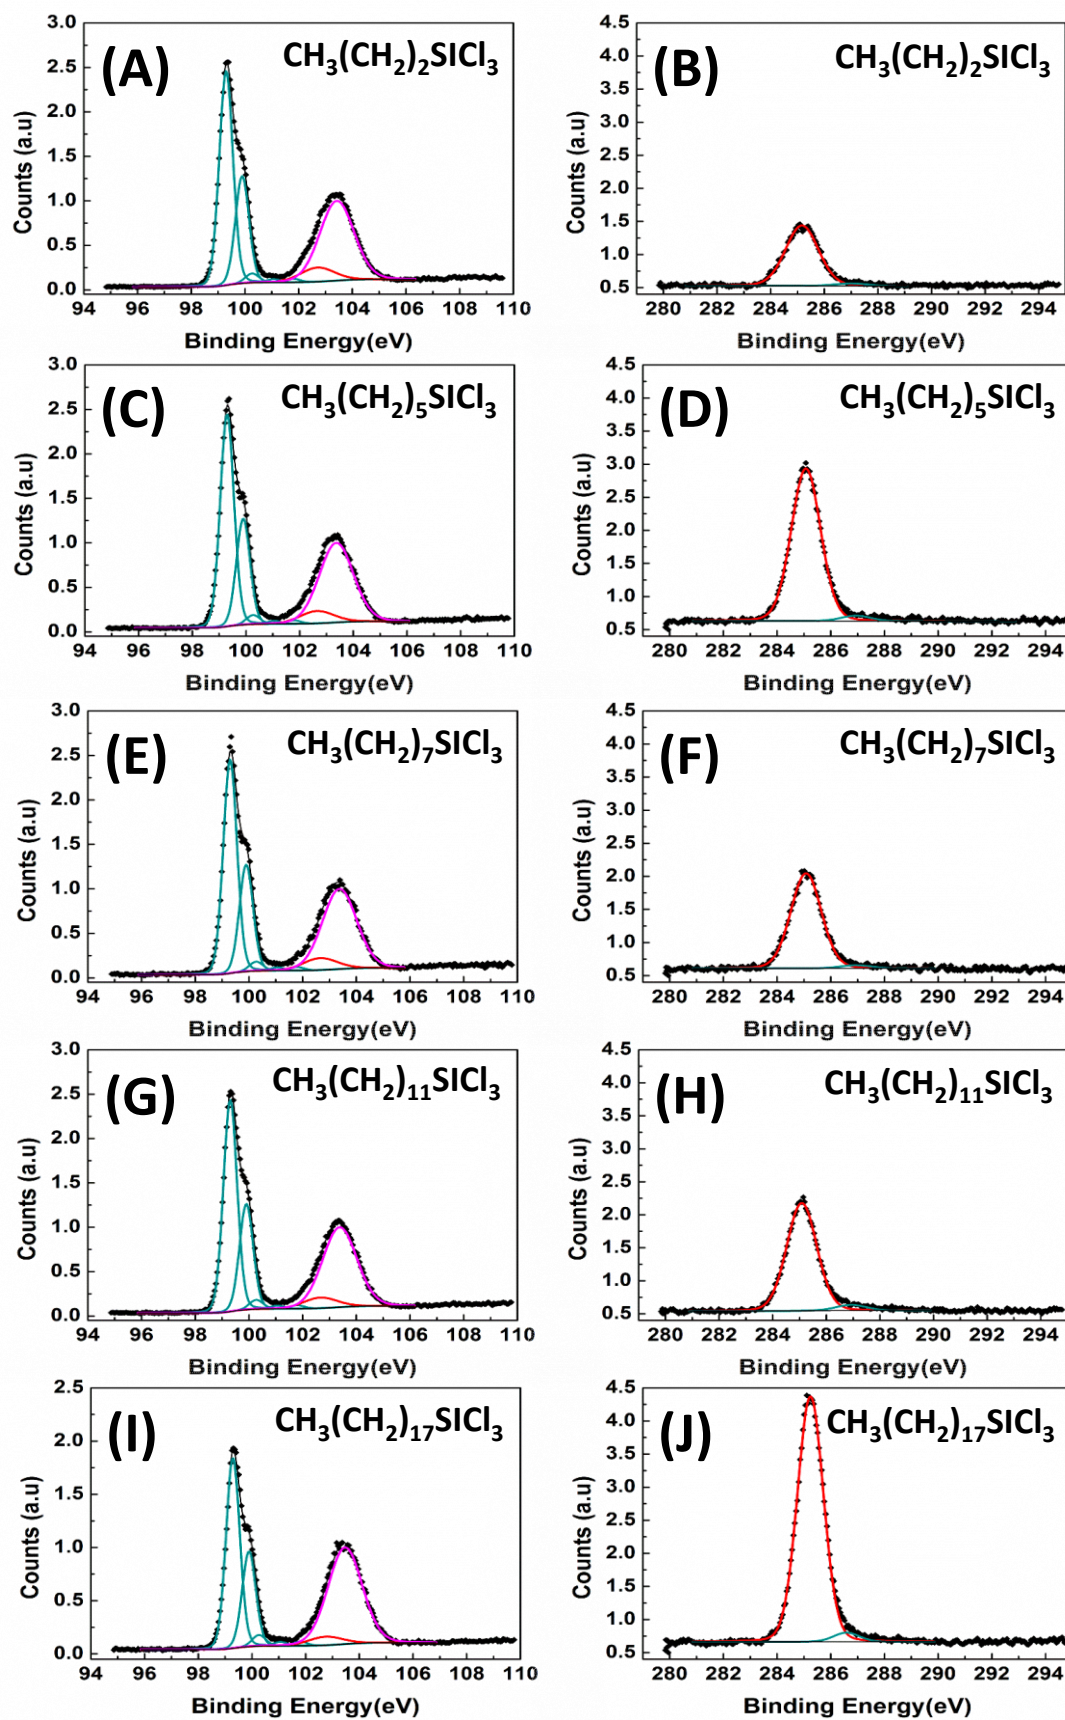 (A) CH3(CH2)2SICl3
3.0
2.5
2.0
1.5
1.0
0.5
0.0
Counts (a.u)
94 96 98 100 102 104 106 108 110
Binding Energy(eV)
(B) CH3(CH2)2SICl3
4.5
4.0
3.5
3.0
2.5
2.0
1.5
1.0
0.5
Counts (a.u)
280 282 284 286 288 290 292 294
Binding Energy(eV)
(C) CH3(CH2)5SICl3
3.0
2.5
2.0
1.5
1.0
0.5
0.0
Counts (a.u)
94 96 98 100 102 104 106 108 110
Binding Energy(eV)
(D) CH3(CH2)5SICl3
4.5
4.0
3.5
3.0
2.5
2.0
1.5
1.0
0.5
Counts (a.u)
280 282 284 286 288 290 292 294
Binding Energy(eV)
(E) CH3(CH2)7SICl3
3.0
2.5
2.0
1.5
1.0
0.5
0.0
Counts (a.u)
94 96 98 100 102 104 106 108 110
Binding Energy(eV)
(F) CH3(CH2)7SICl3
4.5
4.0
3.5
3.0
2.5
2.0
1.5
1.0
0.5
Counts (a.u)
280 282 284 286 288 290 292 294
Binding Energy(eV)
(G) CH3(CH2)11SICl3
3.0
2.5
2.0
1.5
1.0
0.5
0.0
Counts (a.u)
94 96 98 100 102 104 106 108 110
Binding Energy(eV)
(H) CH3(CH2)11SICl3
4.5
4.0
3.5
3.0
2.5
2.0
1.5
1.0
0.5
Counts (a.u)
280 282 284 286 288 290 292 294
Binding Energy(eV)
(I) CH3(CH2)17SICl3
2.5
2.0
1.5
1.0
0.5
0.0
Counts (a.u)
94 96 98 100 102 104 106 108 110
Binding Energy(eV)
(J) CH3(CH2)17SICl3
4.5
4.0
3.5
3.0
2.5
2.0
1.5
1.0
0.5
Counts (a.u)
280 282 284 286 288 290 292 294
Binding Energy(eV)